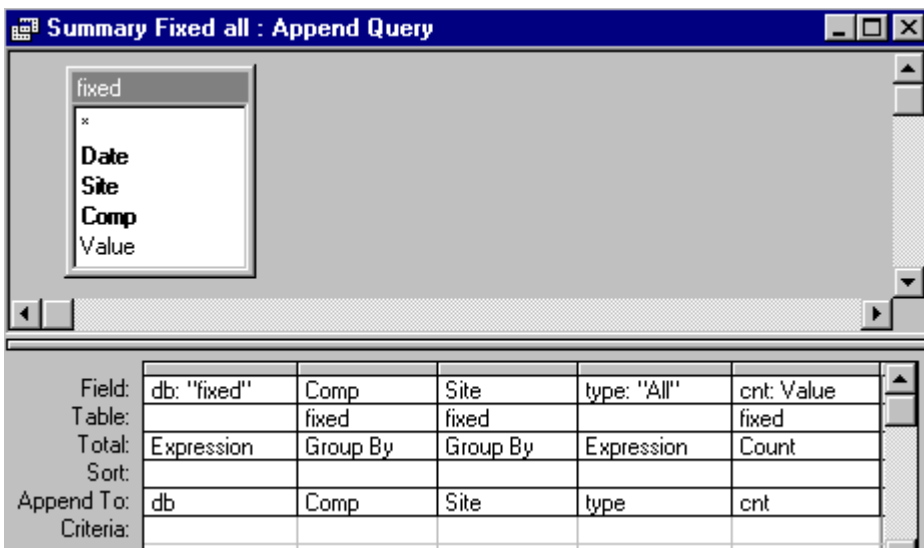 Summary Fixed all : Append Query
fixed
*
Date
Site
Comp
Value
Field: db: "fixed" Comp Site type: "All" cnt: Value
Table: fixed fixed fixed
Total: Expression Group By Group By Expression Count
Sort:
Append To: db Comp Site type cnt
Criteria: